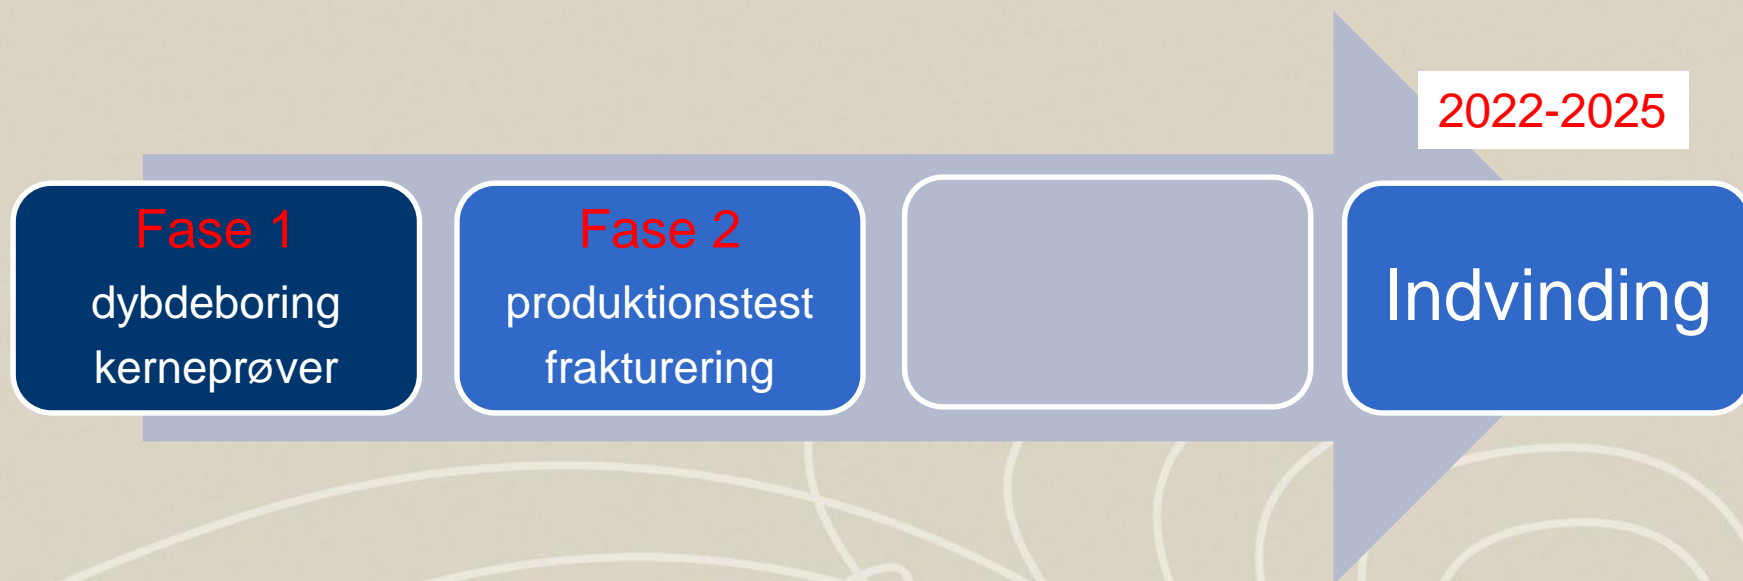 2022-2025
Fase 1
dybdeboring
kerneprøver
Fase 2
produktionstest
frakturering
Indvinding